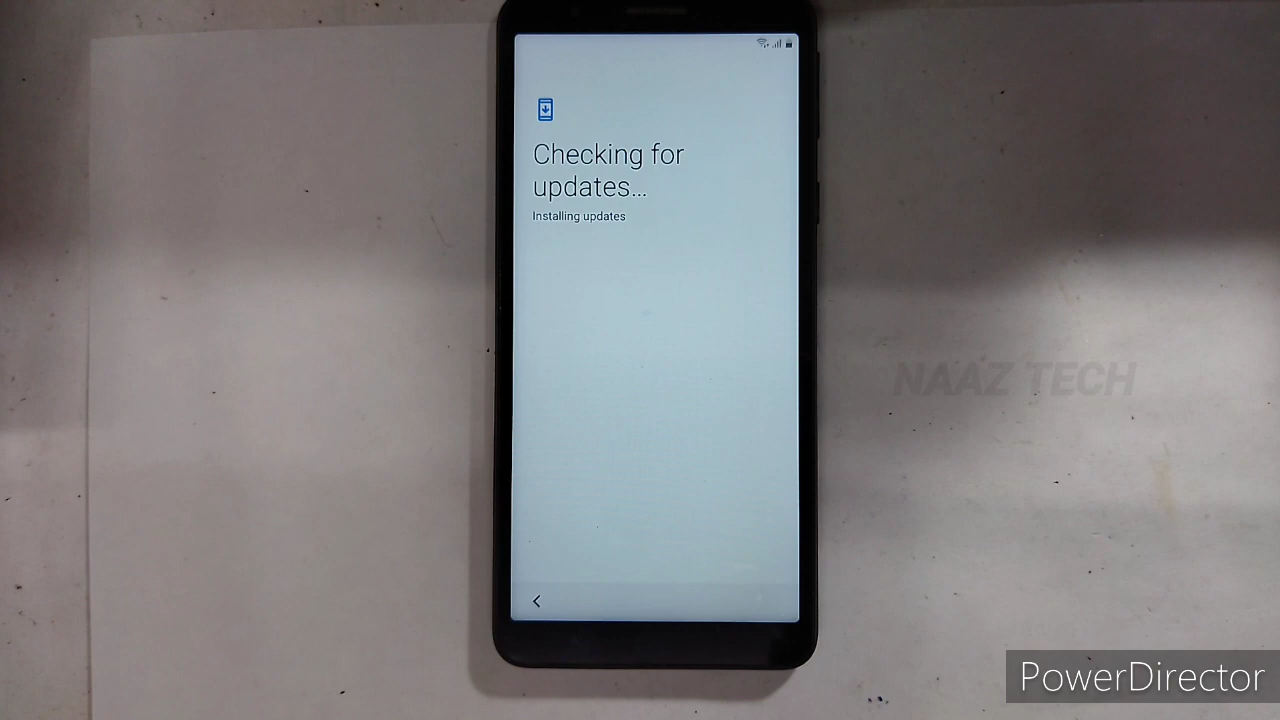 Checking for
updates...
Installing updates
NAAZ TECH
PowerDirector